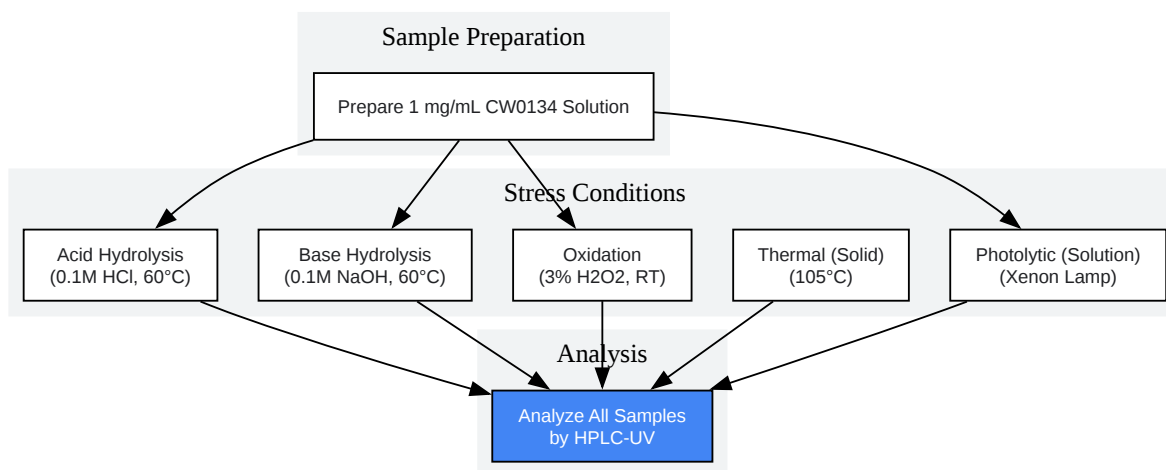 Sample Preparation
Prepare 1 mg/mL CW0134 Solution
Stress Conditions
Acid Hydrolysis
(0.1M HCl, 60°C)
Base Hydrolysis
(0.1M NaOH, 60°C)
Oxidation
(3% H2O2, RT)
Thermal (Solid)
(105°C)
Photolytic (Solution)
(Xenon Lamp)
Analysis
Analyze All Samples
by HPLC-UV